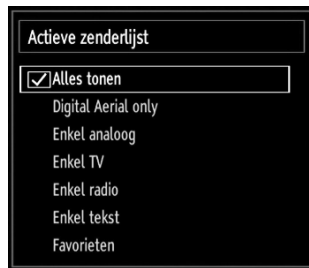 Actieve zenderlijst
Alles tonen
Digital Aerial only
Enkel analoog
Enkel TV
Enkel radio
Enkel tekst
Favorieten